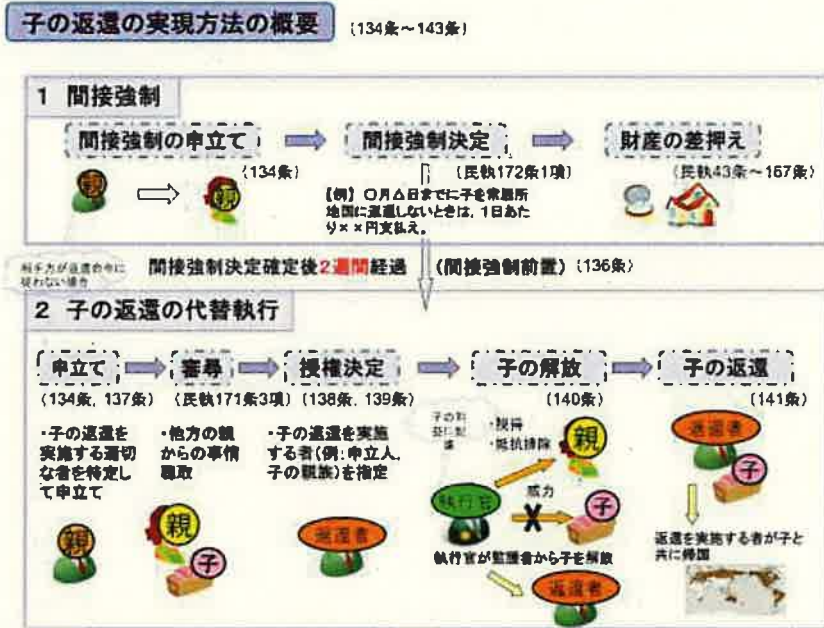 子の返還の実現方法の概要 (134条～143条)
1 間接強制
間接強制の申立て
間接強制決定
財産の差押え
(134条)
(民執172条1項)
(民執43条～167条)
親
親
【例】〇月△日までに子を常居所
地国に返還しないときは，1日あた
り××円支払え。
相手方が返還命令に
従わない場合
間接強制決定確定後2週間経過
(間接強制前置) (136条)
2 子の返還の代替執行
申立て
審尋
授権決定
子の解放
子の返還
(134条，137条)
(民執171条3項)
(138条，139条)
(140条)
(141条)
・子の返還を
実施する適切
な者を特定し
て申立て
・他方の親
からの事情
聴取
・子の返還を実施
する者(例：申立人，
子の親族)を指定
子の利
益に配
慮
・説得
・抵抗排除
親
執行官
威力
子
執行官が監護者から子を解放
返還者
親
親
子
返還者
返還者
子
返還を実施する者が子と
共に帰国